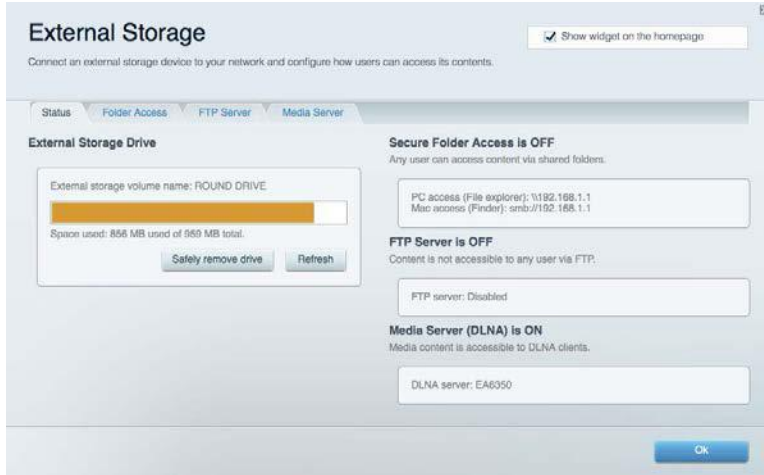 External Storage
Show widget on the homepage
Connect an external storage device to your network and configure how users can access its contents.
Status
Folder Access
FTP Server
Media Server
External Storage Drive
External storage volume name: ROUND DRIVE
Space used: 856 MB used of 959 MB total.
Safely remove drive
Refresh
Secure Folder Access is OFF
Any user can access content via shared folders.
PC access (File explorer): \\192.168.1.1
Mac access (Finder): smb://192.168.1.1
FTP Server is OFF
Content is not accessible to any user via FTP.
FTP server: Disabled
Media Server (DLNA) is ON
Media content is accessible to DLNA clients.
DLNA server: EA6350
Ok